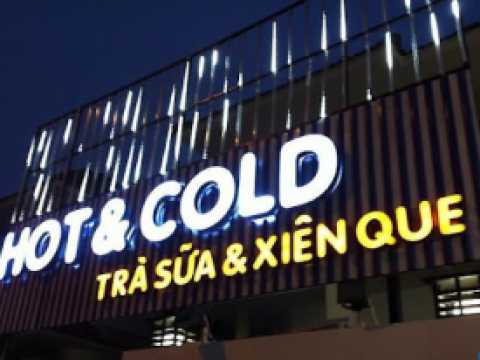 HOT & COLD
TRÀ SỮA & XIÊN QUE